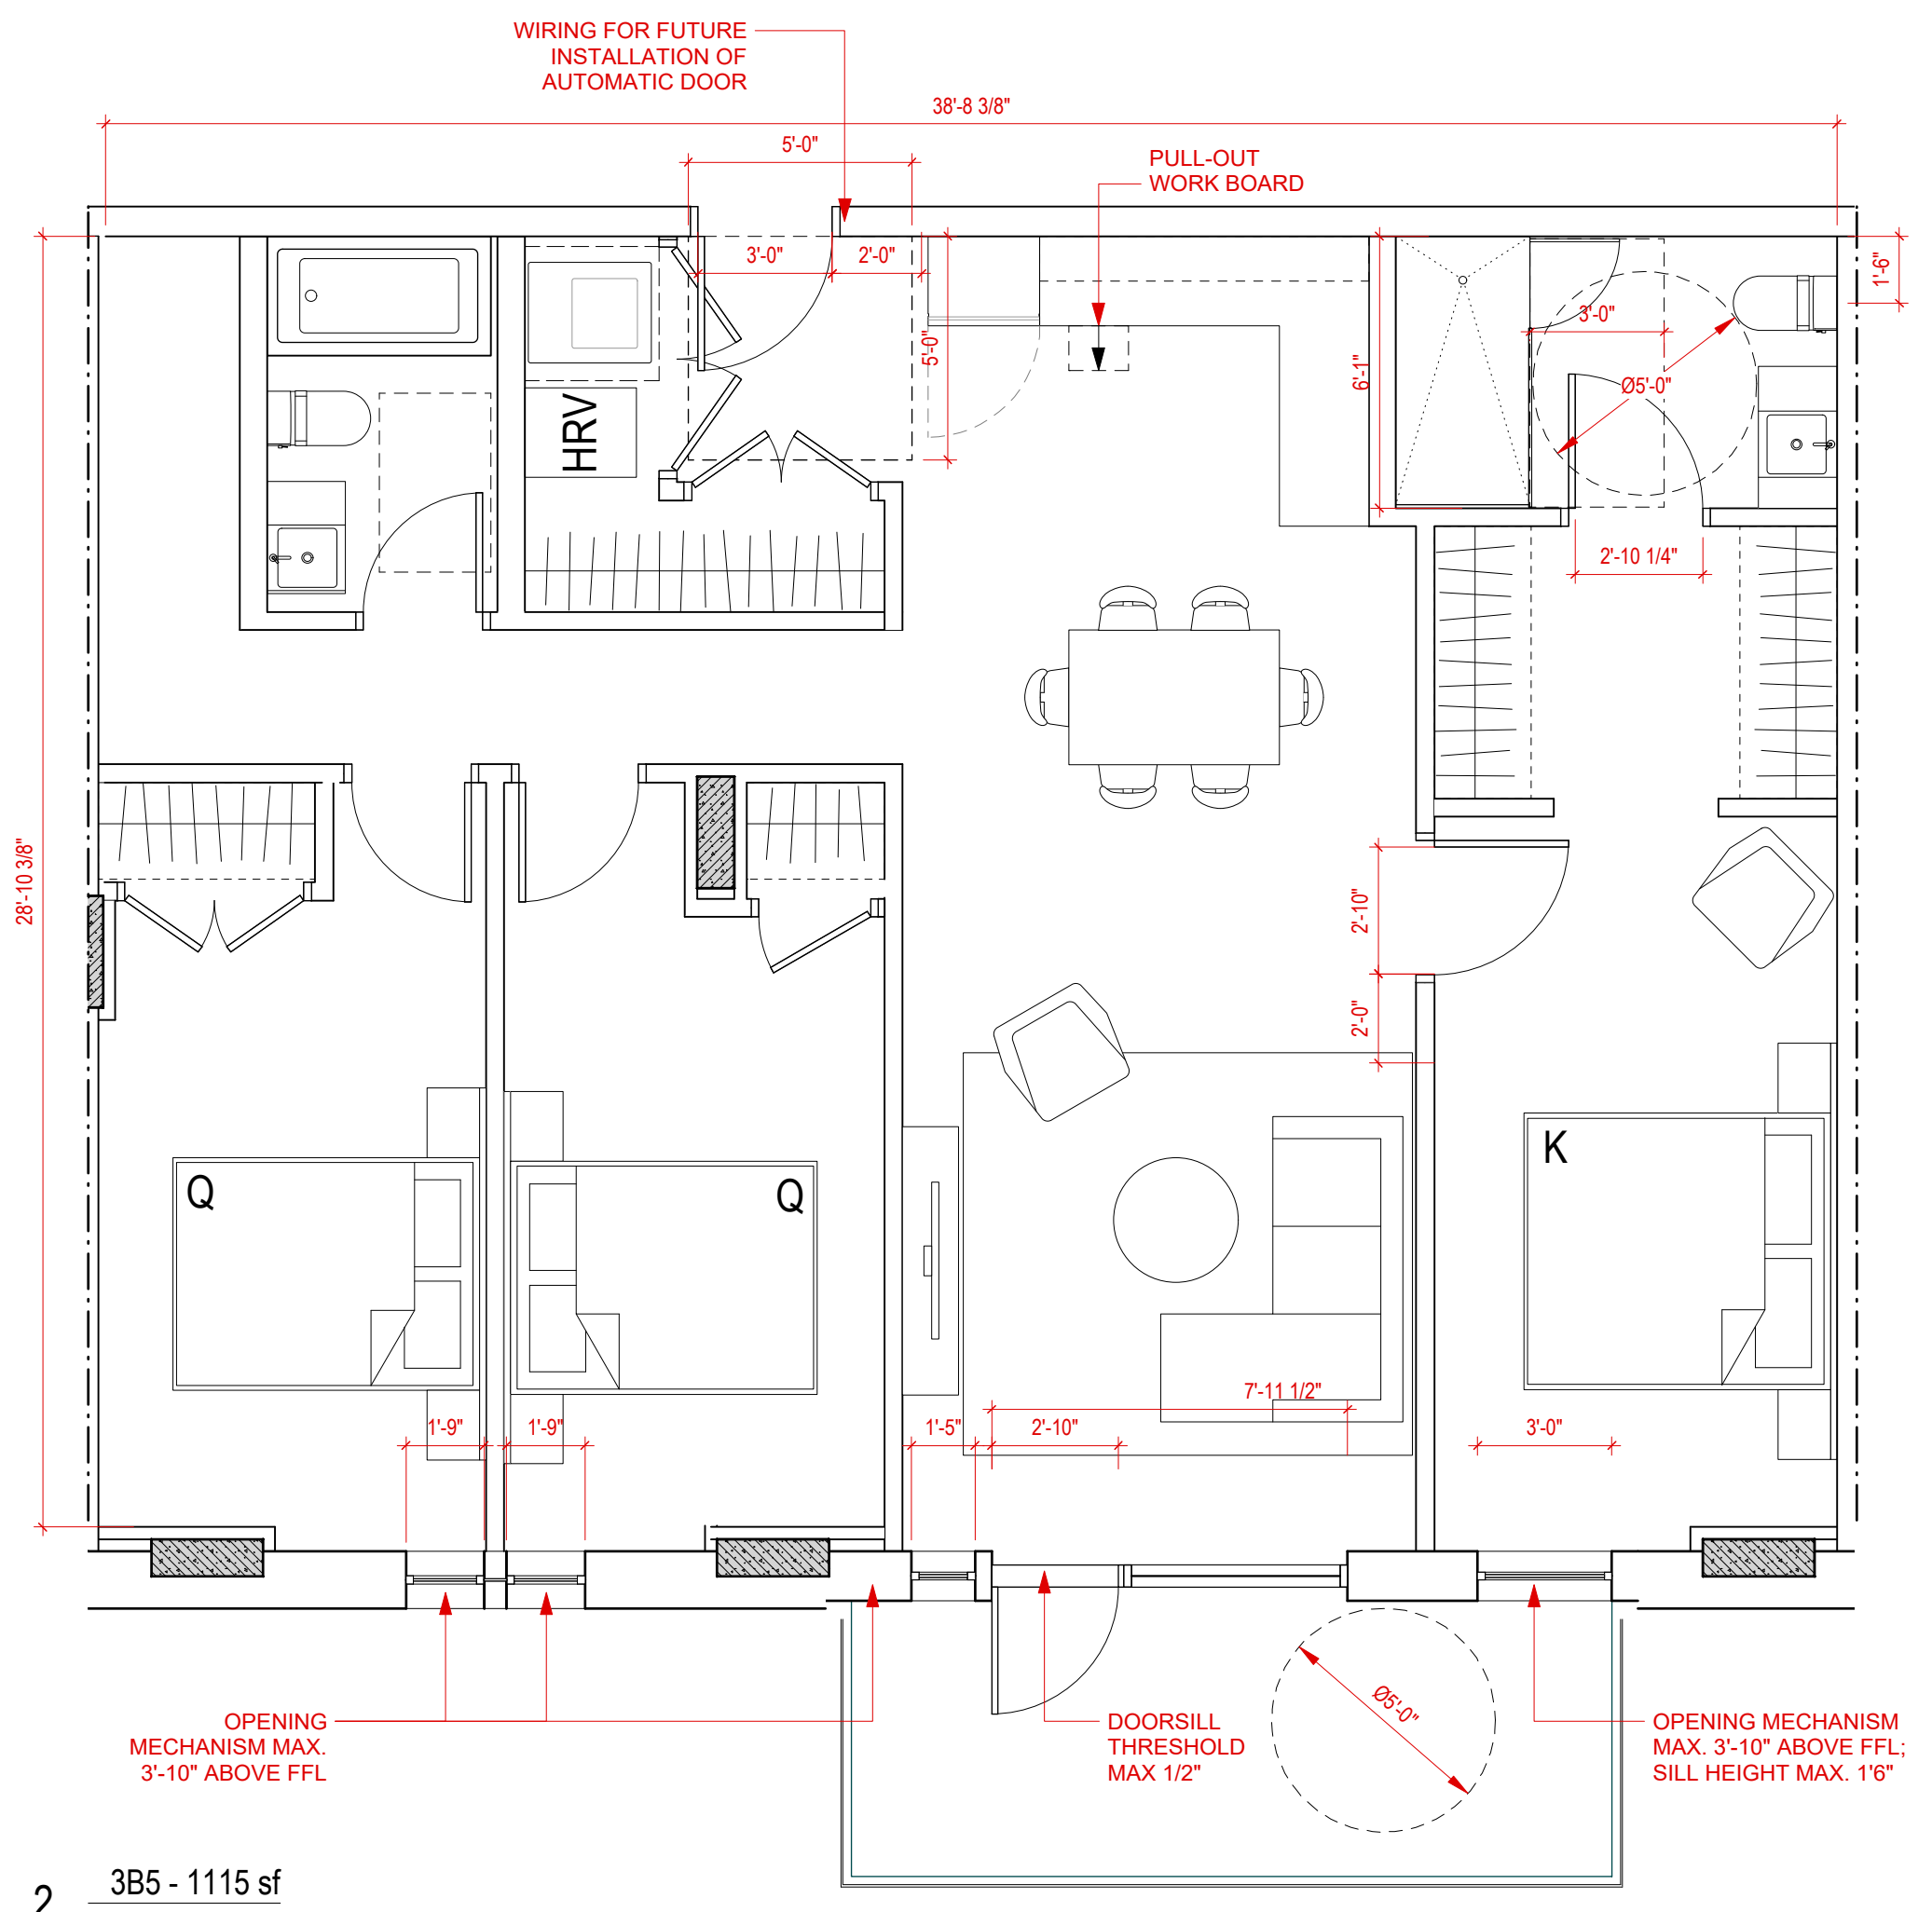 WIRING FOR FUTURE
INSTALLATION OF
AUTOMATIC DOOR
38'-8 3/8"
5'-0"
PULL-OUT
WORK BOARD
3'-0"
2'-0"
1'-6"
3'-0"
5'-0"
6'-1"
Ø5'-0"
HRV
2'-10 1/4"
28'-10 3/8"
2'-10"
2'-0"
Q
Q
K
7'-11 1/2"
1'-9"
1'-9"
1'-5"
2'-10"
3'-0"
Ø5'-0"
OPENING
MECHANISM MAX.
3'-10" ABOVE FFL
DOORSILL
THRESHOLD
MAX 1/2"
OPENING MECHANISM
MAX. 3'-10" ABOVE FFL;
SILL HEIGHT MAX. 1'6"
3B5 - 1115 sf
2